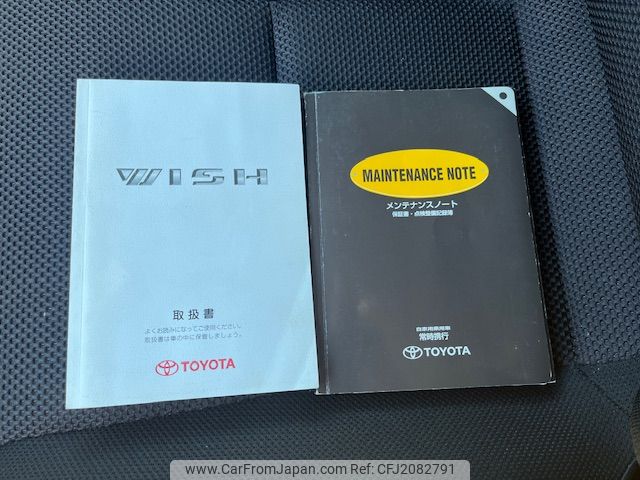 WISH
取扱書
よくお読みになってご使用ください。
取扱書は車の中に保管しましょう。
TOYOTA
MAINTENANCE NOTE
メンテナンスノート
保証書・点検整備記録簿
自家用乗用車
常時携行
TOYOTA
www.CarFromJapan.com | CFJ2082791